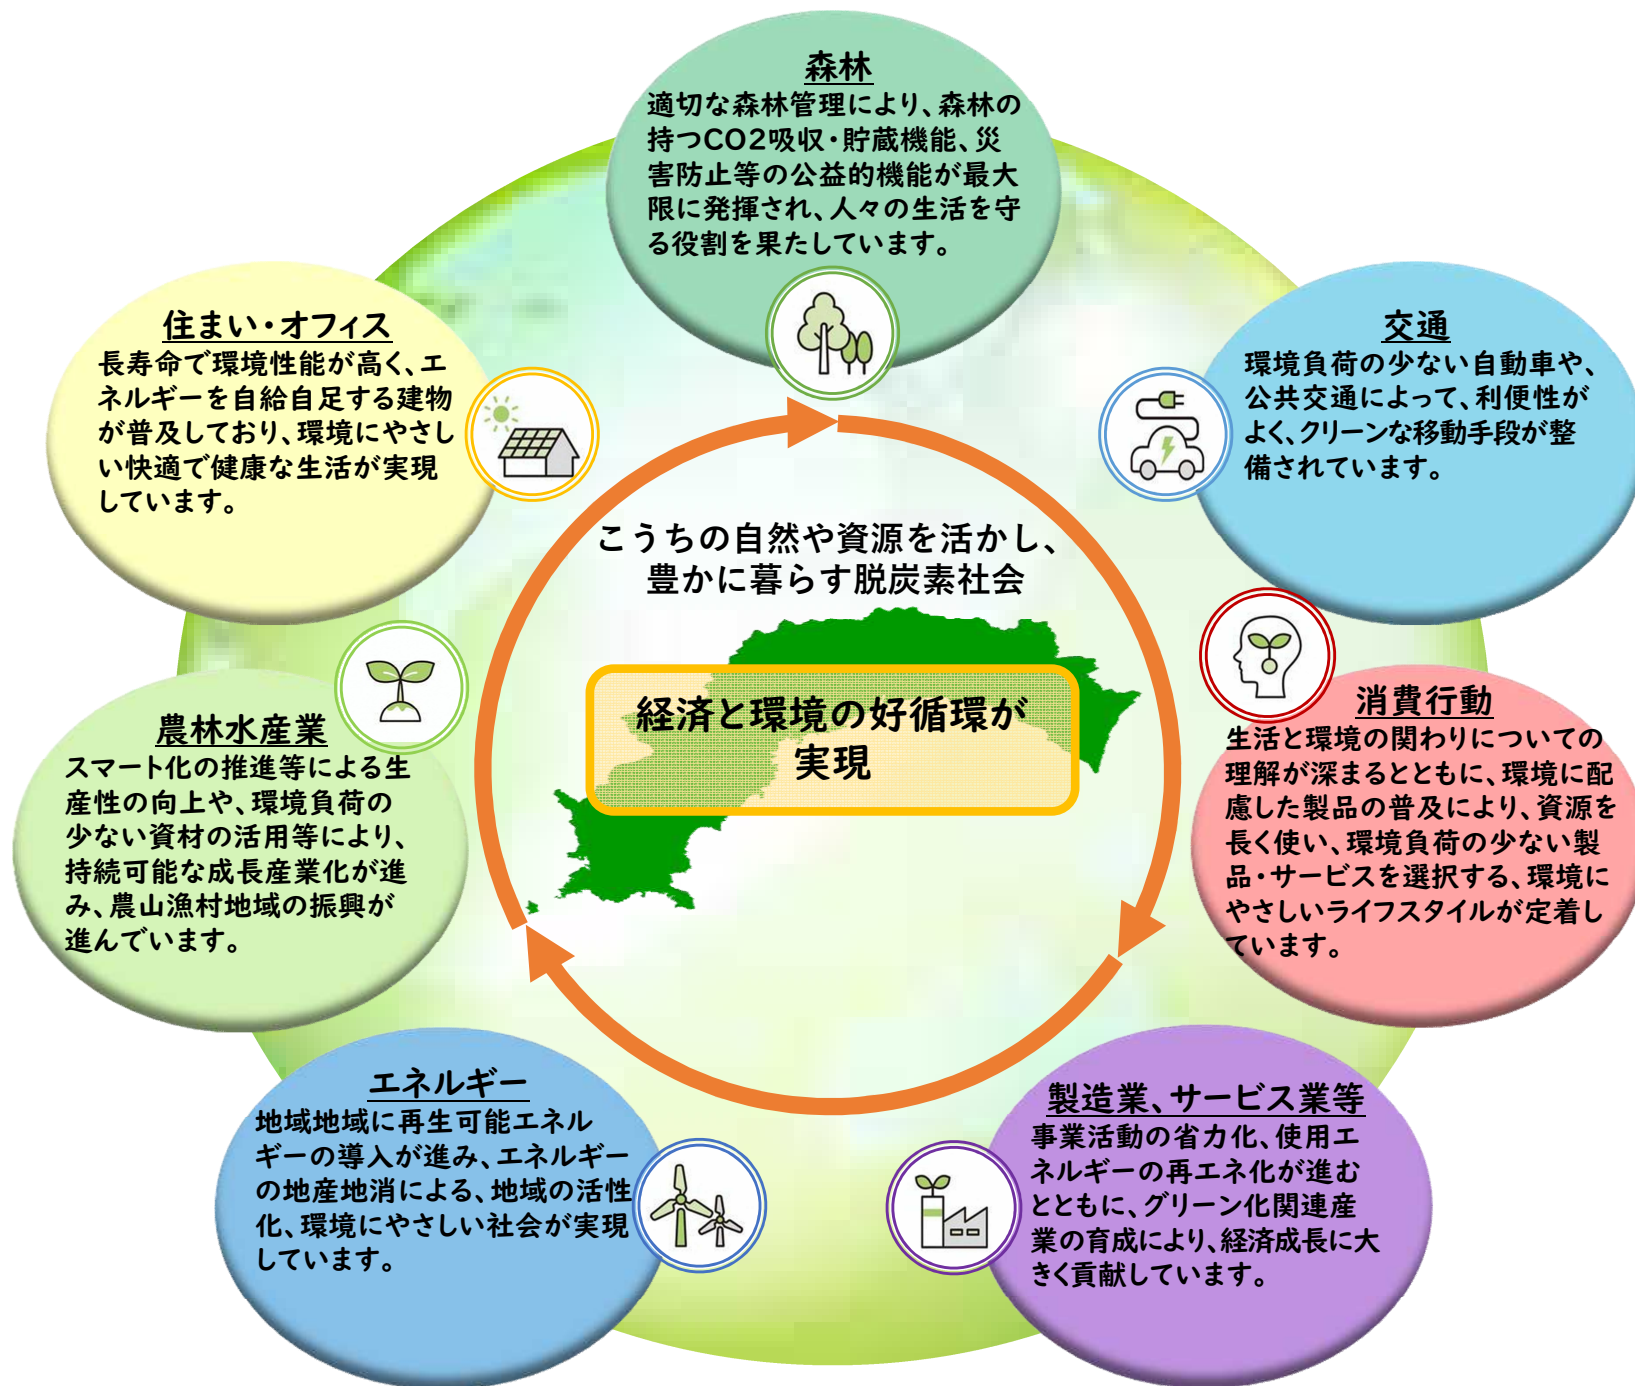 森林
適切な森林管理により、森林の
持つCO2吸収・貯蔵機能、災
害防止等の公益的機能が最大
限に発揮され、人々の生活を守
る役割を果たしています。
交通
環境負荷の少ない自動車や、
公共交通によって、利便性が
よく、クリーンな移動手段が整
備されています。
消費行動
生活と環境の関わりについての
理解が深まるとともに、環境に配
慮した製品の普及により、資源を
長く使い、環境負荷の少ない製
品・サービスを選択する、環境に
やさしいライフスタイルが定着し
ています。
製造業、サービス業等
事業活動の省力化、使用エ
ネルギーの再エネ化が進む
とともに、グリーン化関連産
業の育成により、経済成長に大
きく貢献しています。
エネルギー
地域地域に再生可能エネル
ギーの導入が進み、エネルギー
の地産地消による、地域の活性
化、環境にやさしい社会が実現
しています。
農林水産業
スマート化の推進等による生
産性の向上や、環境負荷の
少ない資材の活用等により、
持続可能な成長産業化が進
み、農山漁村地域の振興が
進んでいます。
住まい・オフィス
長寿命で環境性能が高く、エ
ネルギーを自給自足する建物
が普及しており、環境にやさし
い快適で健康な生活が実現
しています。
こうちの自然や資源を活かし、
豊かに暮らす脱炭素社会
経済と環境の好循環が
実現